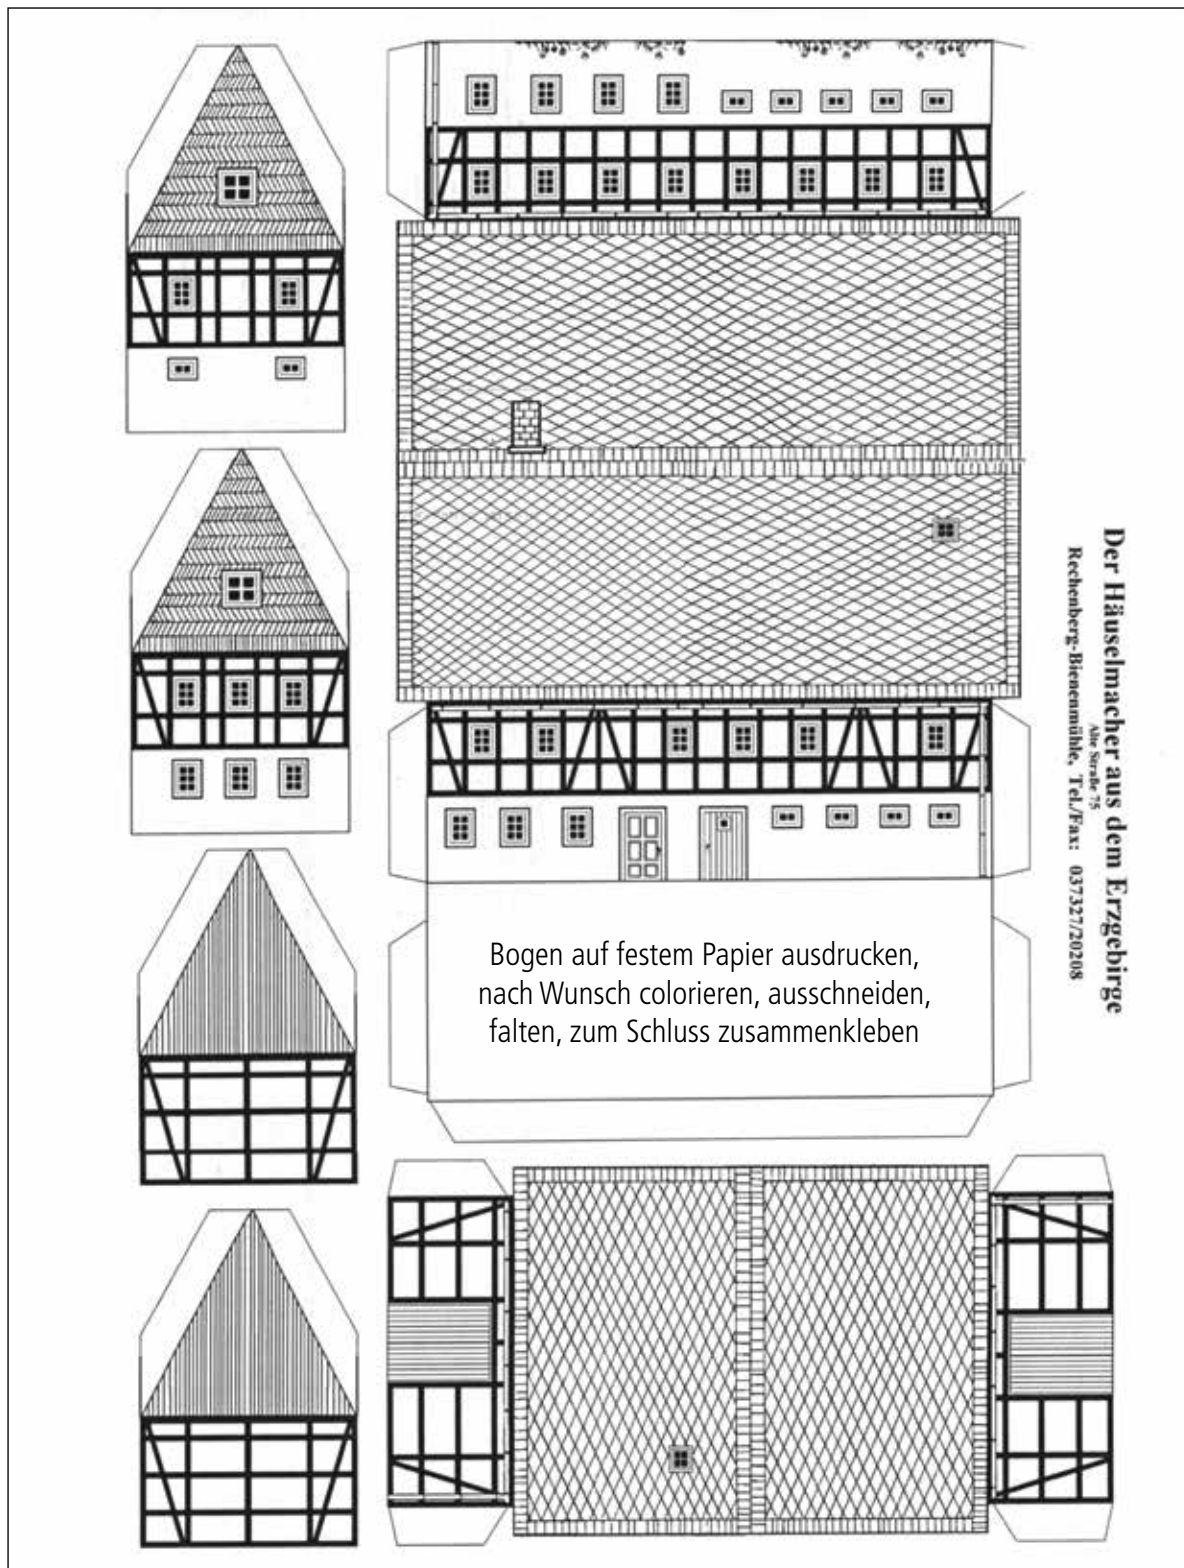 Der Häuselmacher aus dem Erzgebirge
Alte Straße 75
Rechenberg-Bienenmühle, Tel./Fax: 037327/20208
Bogen auf festem Papier ausdrucken,
nach Wunsch colorieren, ausschneiden,
falten, zum Schluss zusammenkleben